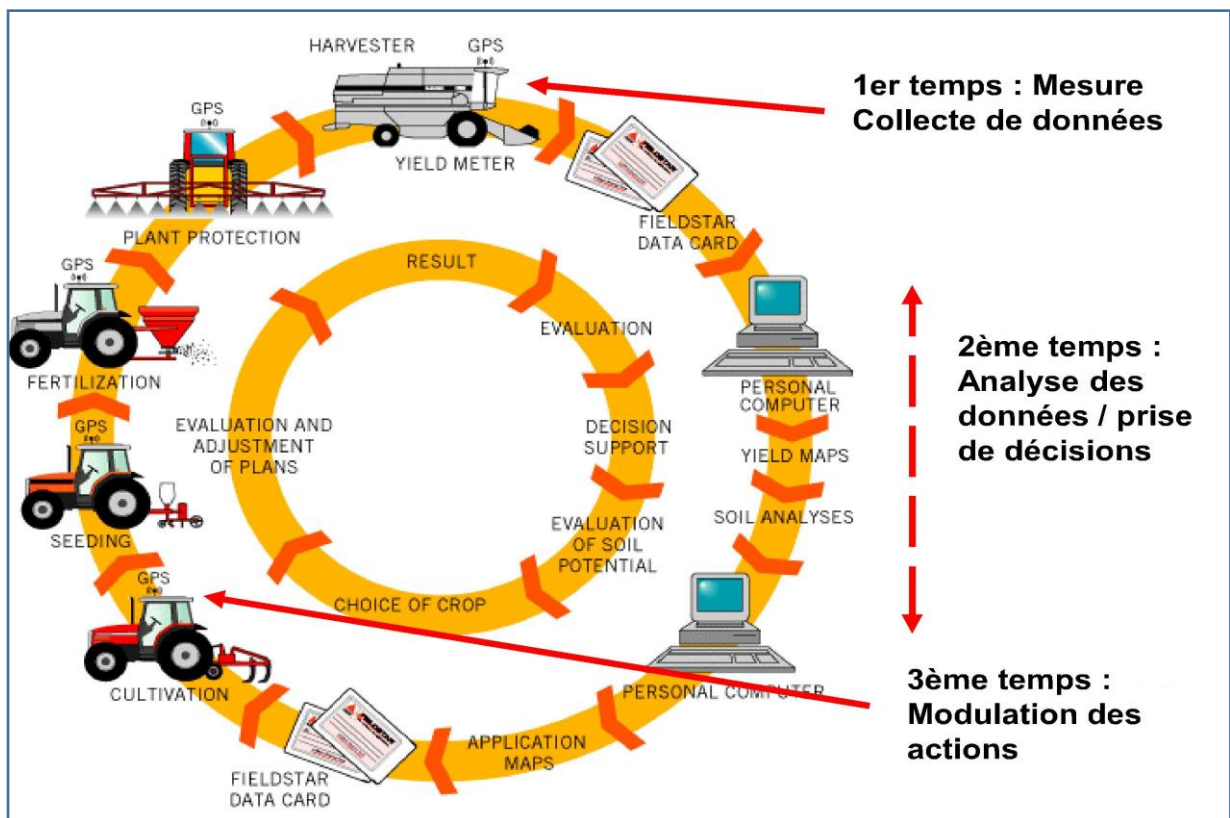 HARVESTER
GPS
YIELD METER
1er temps : Mesure
Collecte de données
FIELDSTAR
DATA CARD
PERSONAL
COMPUTER
YIELD MAPS
SOIL ANALYSES
2ème temps :
Analyse des
données / prise
de décisions
PERSONAL COMPUTER
3ème temps :
Modulation des
actions
APPLICATION
MAPS
FIELDSTAR
DATA CARD
GPS
CULTIVATION
GPS
SEEDING
GPS
FERTILIZATION
GPS
PLANT PROTECTION
RESULT
EVALUATION
DECISION
SUPPORT
EVALUATION
OF SOIL
POTENTIAL
CHOICE OF CROP
EVALUATION AND
ADJUSTMENT
OF PLANS